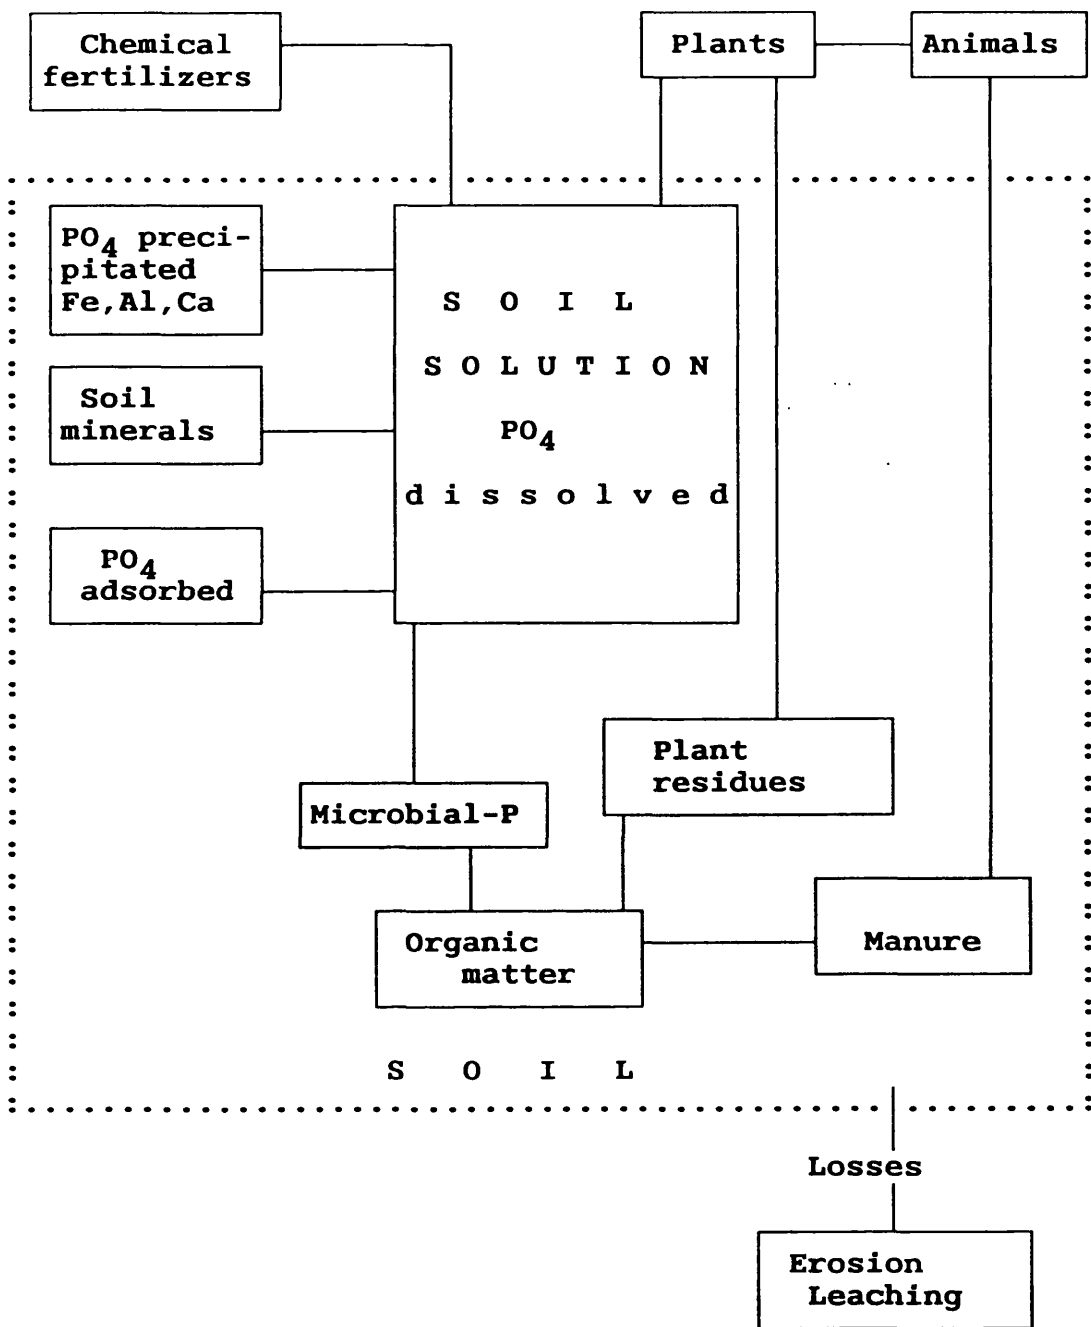 Chemical
fertilizers
Plants
Animals
PO4 preci-
pitated
Fe,Al,Ca
Soil
minerals
PO4
adsorbed
S O I L
S O L U T I O N
PO4
d i s s o l v e d
Plant
residues
Microbial-P
Organic
matter
Manure
S O I L
Losses
Erosion
Leaching